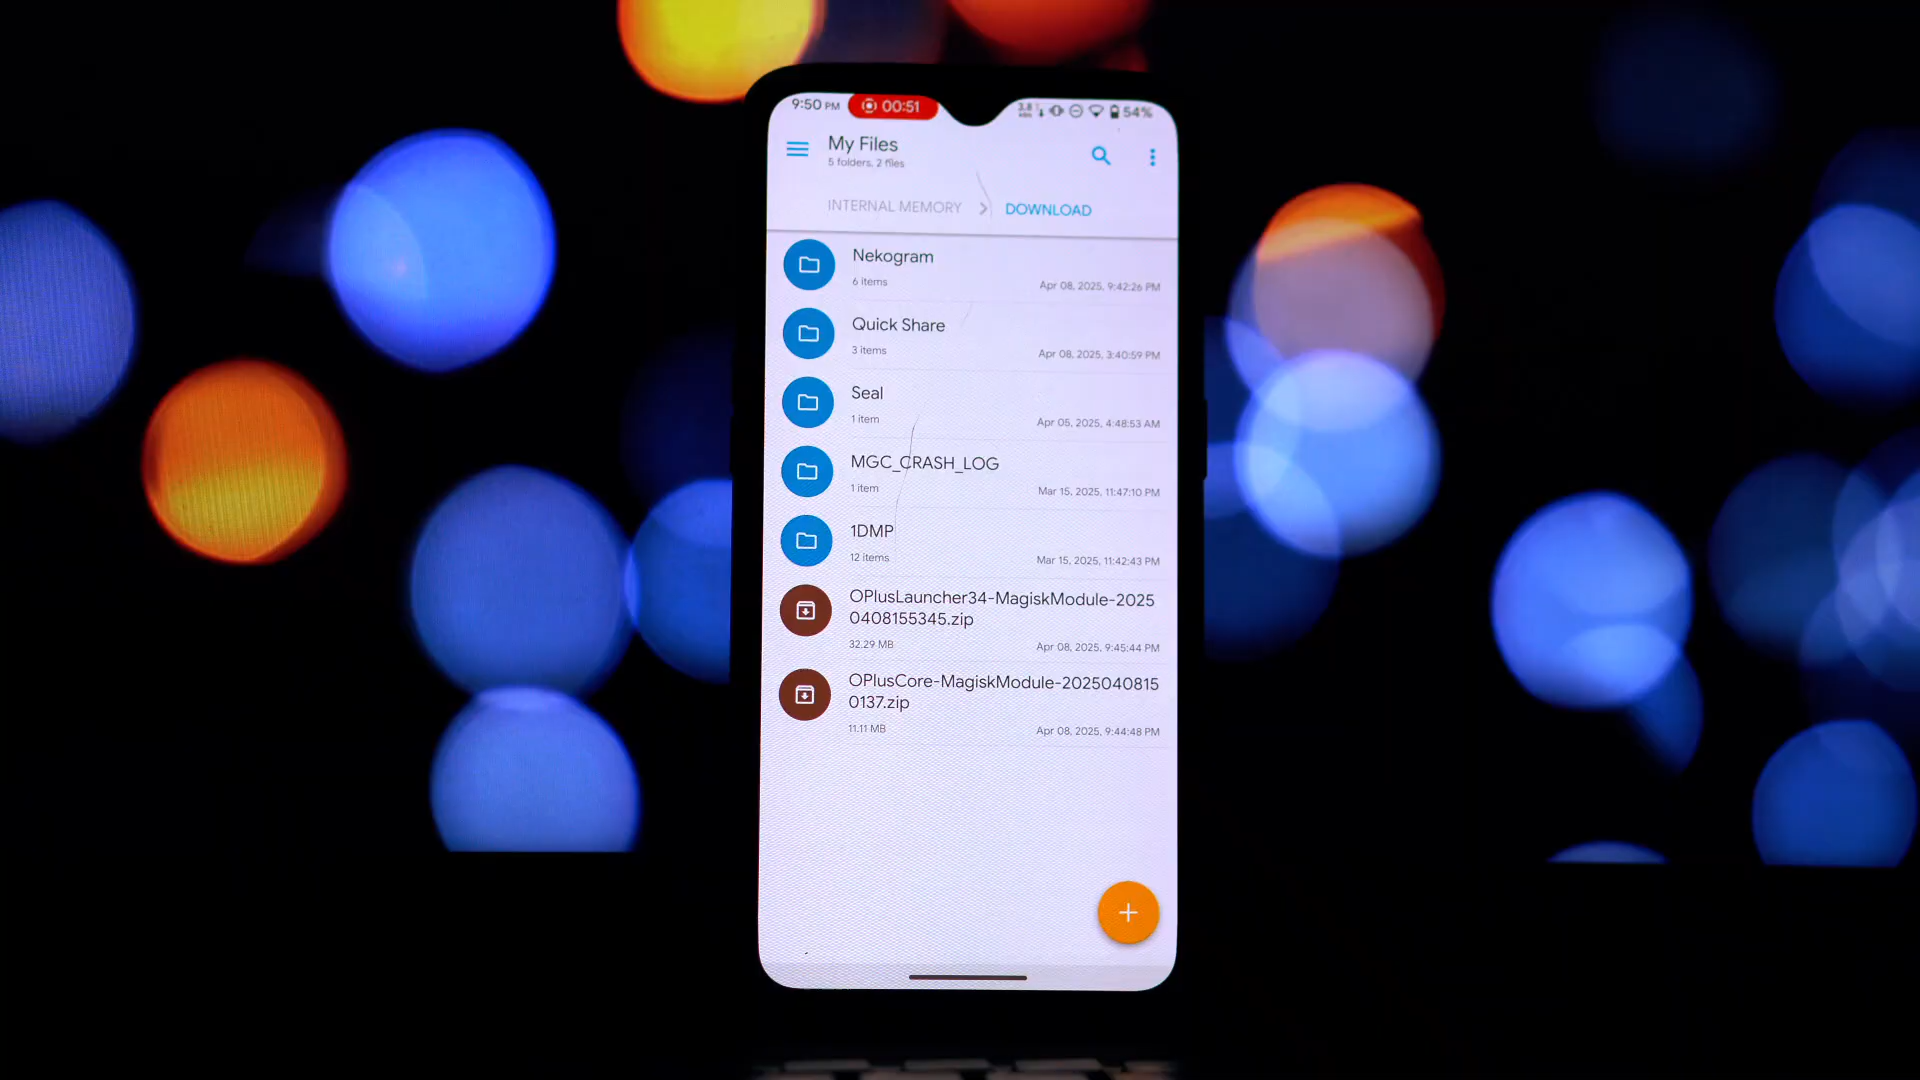 9:50 PM 00:51 54%
My Files
5 folders, 2 files
INTERNAL MEMORY DOWNLOAD
Nekogram
6 items Apr 08, 2025, 9:42:26 PM
Quick Share
3 items Apr 08, 2025, 3:40:59 PM
Seal
1 item Apr 05, 2025, 4:48:53 AM
MGC_CRASH_LOG
1 item Mar 15, 2025, 11:47:10 PM
1DMP
12 items Mar 15, 2025, 11:42:43 PM
OPlusLauncher34-MagiskModule-2025
0408155345.zip
32.29 MB Apr 08, 2025, 9:45:44 PM
OPlusCore-MagiskModule-2025040815
0137.zip
11.11 MB Apr 08, 2025, 9:44:48 PM